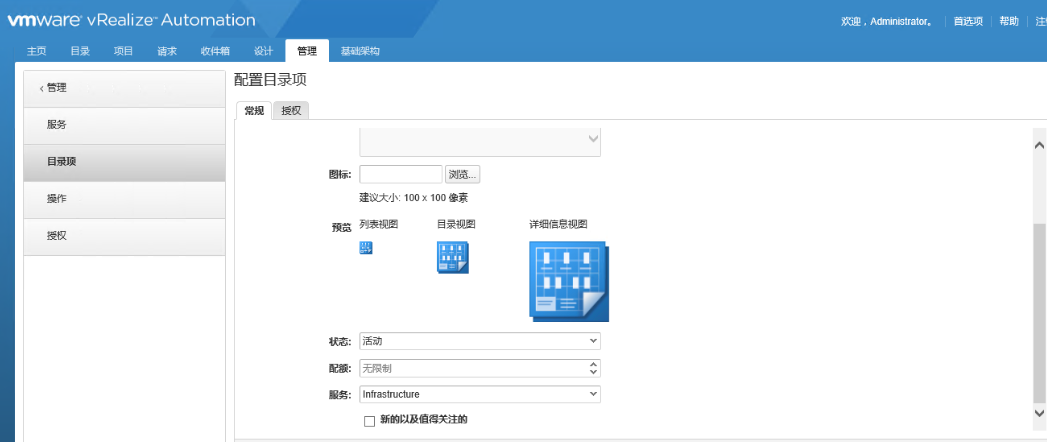 vmware vRealize Automation
欢迎，Administrator。 首选项 帮助
主页 目录 项目 请求 收件箱 设计 管理 基础架构
管理
服务
目录项
操作
授权
配置目录项
常规 授权
图标: 浏览...
建议大小: 100 x 100 像素
预览 列表视图 目录视图 详细信息视图
状态: 活动
配额: 无限制
服务: Infrastructure
新的以及值得关注的